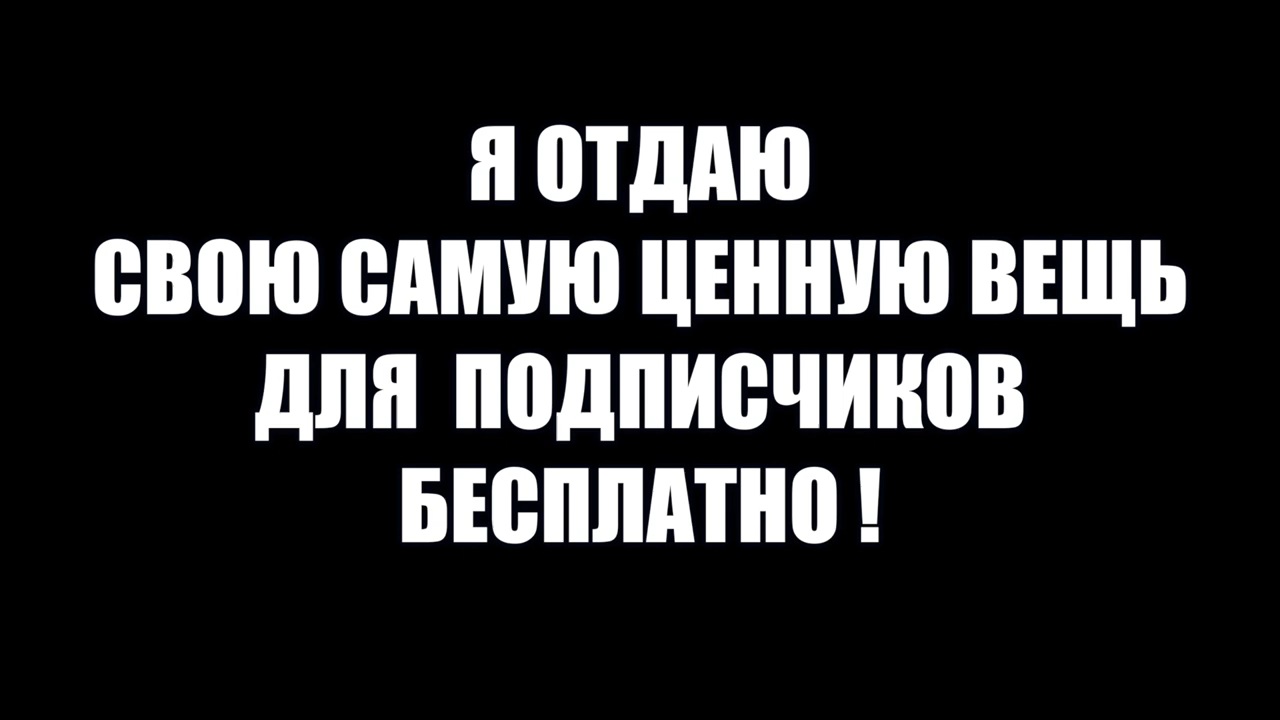 Я ОТДАЮ
СВОЮ САМУЮ ЦЕННУЮ ВЕЩЬ
ДЛЯ ПОДПИСЧИКОВ
БЕСПЛАТНО !